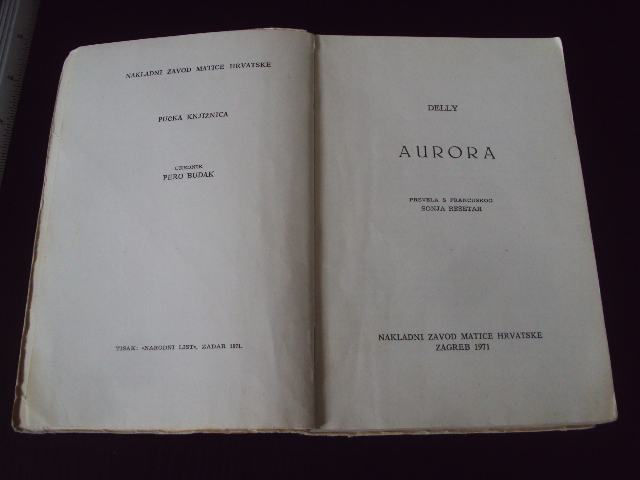 NAKLADNI ZAVOD MATICE HRVATSKE
PUČKA KNJIŽNICA
UREDNIK
PERO BUDAK
TISAK: «NARODNI LIST», ZADAR 1971.
DELLY
AURORA
PREVELA S FRANCUSKOG
SONJA REŠETAR
NAKLADNI ZAVOD MATICE HRVATSKE
ZAGREB 1971